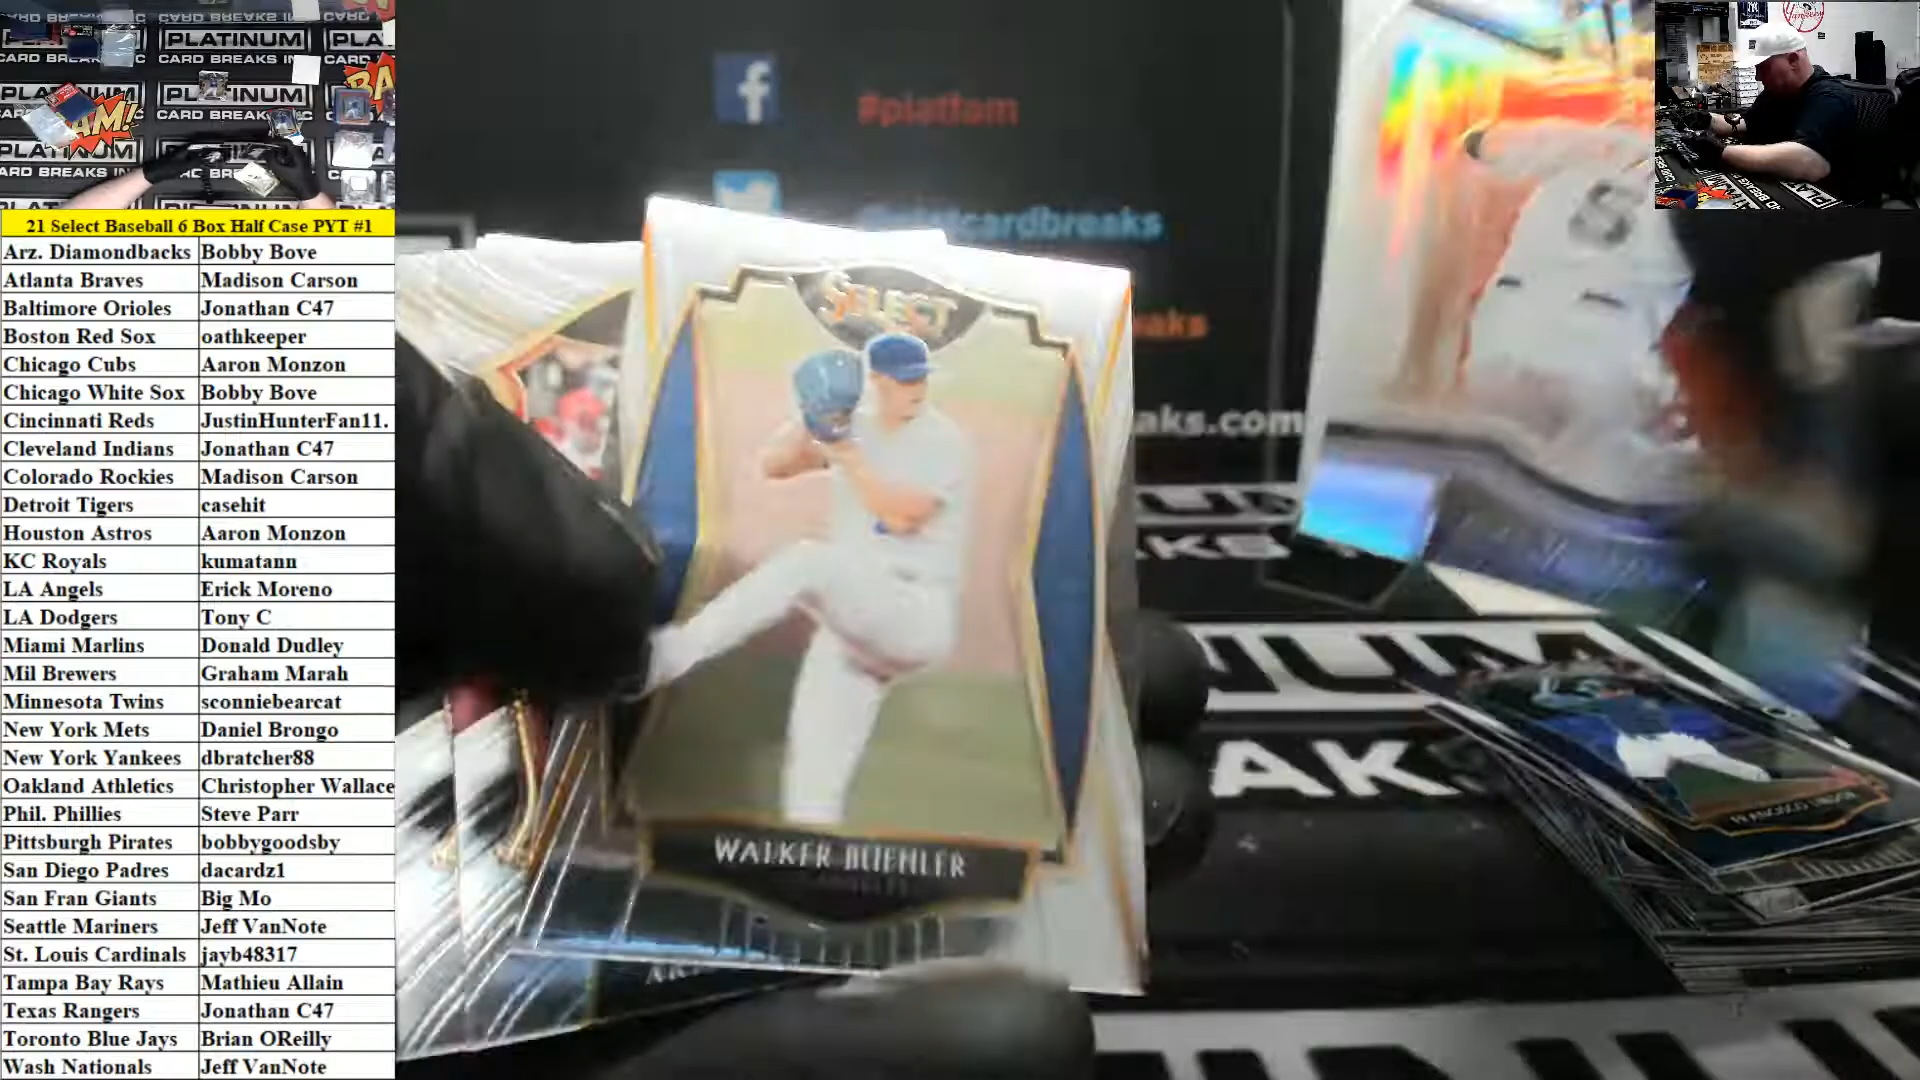 PLATINUM
CARD BREAKS
PLATINUM
CARD BREAKS
21 Select Baseball 6 Box Half Case PYT #1
Arz. Diamondbacks Bobby Bove
Atlanta Braves Madison Carson
Baltimore Orioles Jonathan C47
Boston Red Sox oathkeeper
Chicago Cubs Aaron Monzon
Chicago White Sox Bobby Bove
Cincinnati Reds JustinHunterFan11.
Cleveland Indians Jonathan C47
Colorado Rockies Madison Carson
Detroit Tigers casehit
Houston Astros Aaron Monzon
KC Royals kumatann
LA Angels Erick Moreno
LA Dodgers Tony C
Miami Marlins Donald Dudley
Mil Brewers Graham Marah
Minnesota Twins sconniebearcat
New York Mets Daniel Brongo
New York Yankees dbratcher88
Oakland Athletics Christopher Wallace
Phil. Phillies Steve Parr
Pittsburgh Pirates bobbygoodsby
San Diego Padres dacardz1
San Fran Giants Big Mo
Seattle Mariners Jeff VanNote
St. Louis Cardinals jayb48317
Tampa Bay Rays Mathieu Allain
Texas Rangers Jonathan C47
Toronto Blue Jays Brian OReilly
Wash Nationals Jeff VanNote
#platfam
cardbreaks
aks.com
SELECT
WALKER BUEHLER